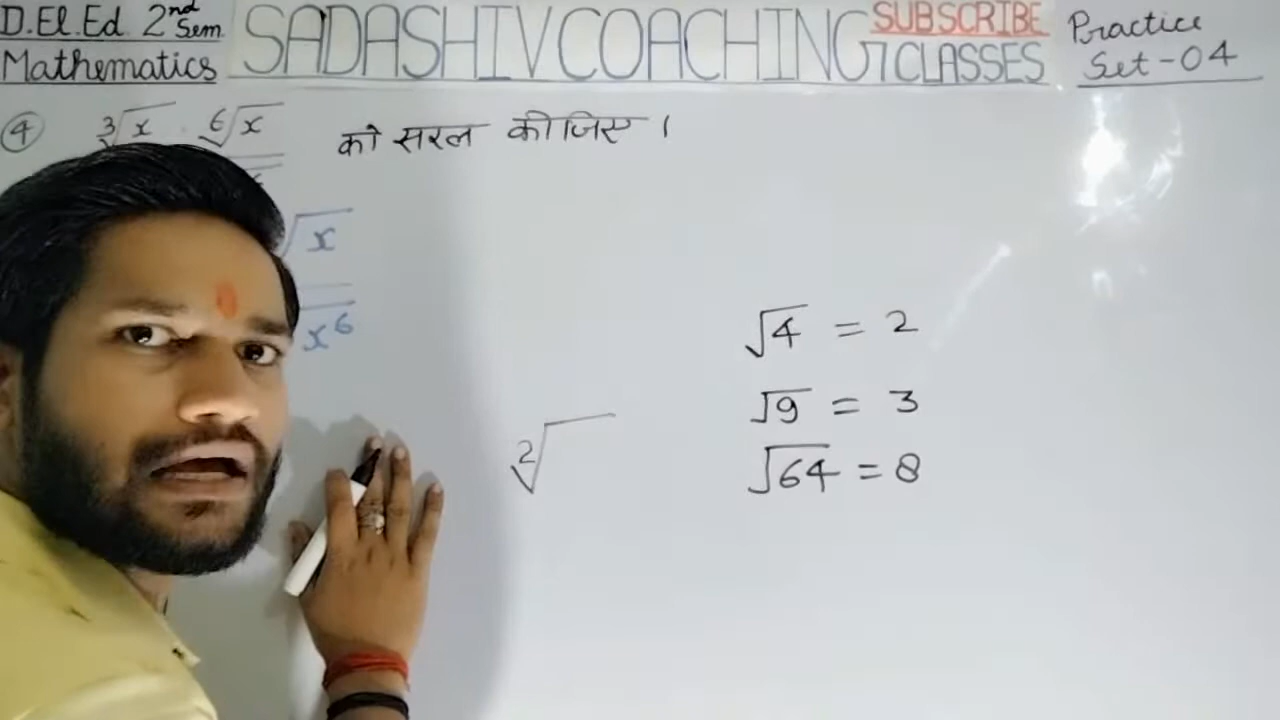 D.El.Ed. 2nd Sem.
Mathematics
SADASHIV COACHING CLASSES
SUBSCRIBE
Practice
Set-04
④ ∛x · ⁶√x को सरल कीजिए ।
√x
x⁶
²√
√4 = 2
√9 = 3
√64 = 8